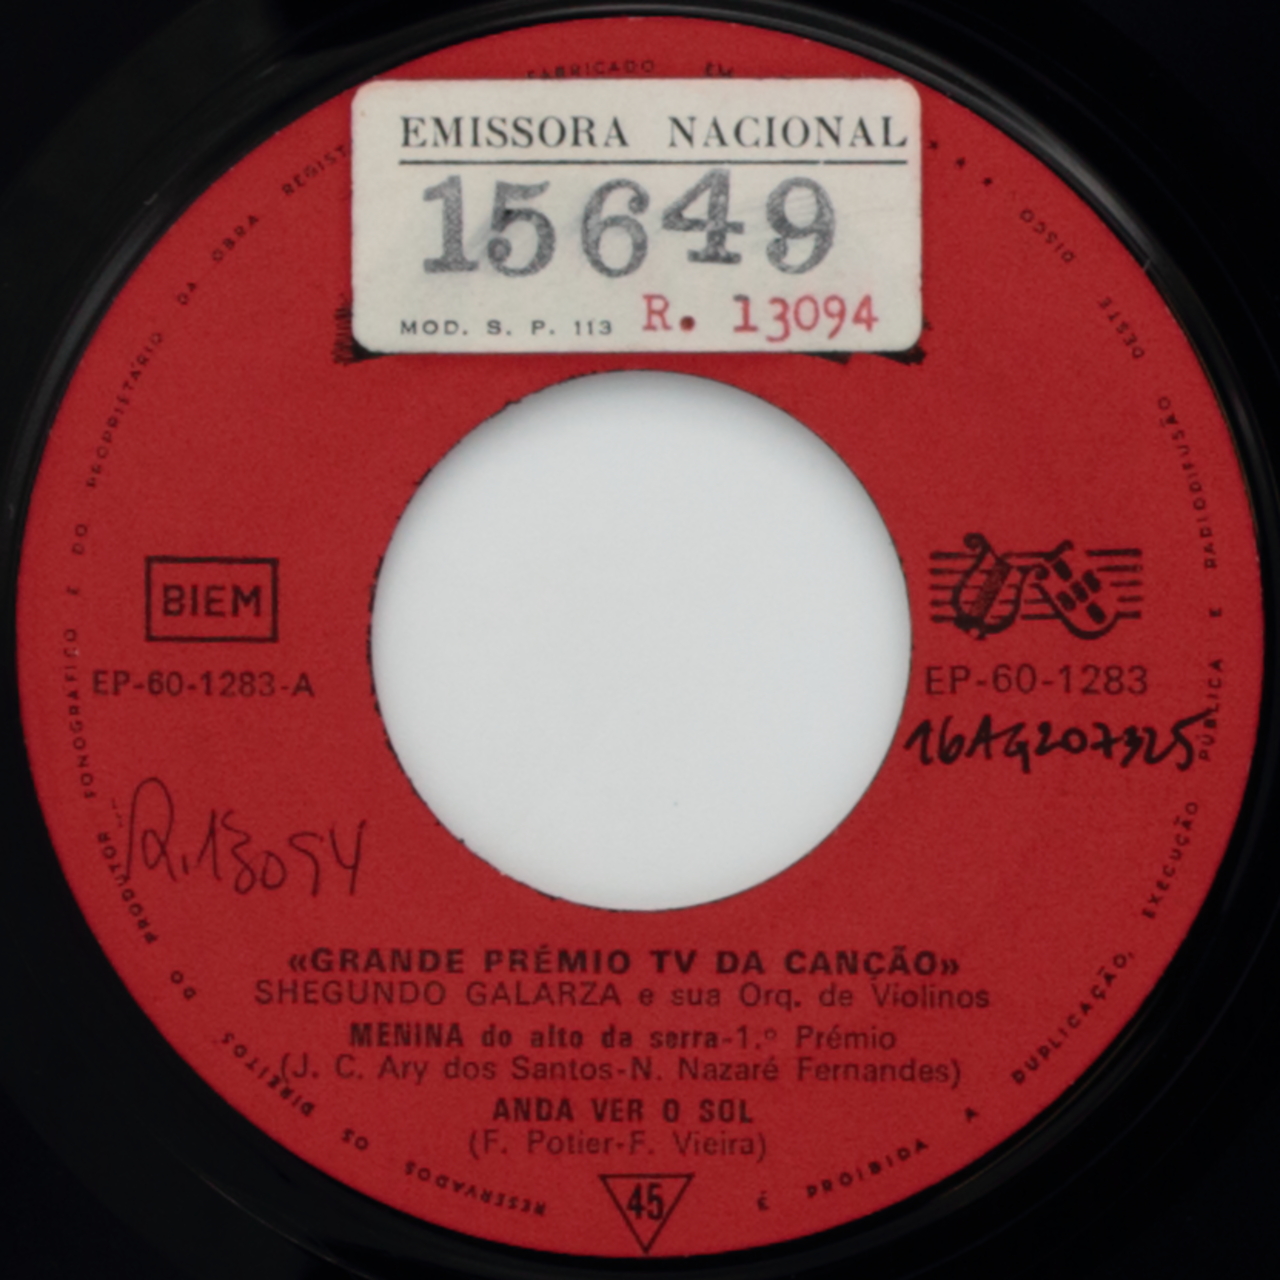 FABRICADO EM
EMISSORA NACIONAL
15649
MOD. S. P. 113 R. 13094
BIEM
EP-60-1283-A
EP-60-1283
16AG207325
R.13094
«GRANDE PRÉMIO TV DA CANÇÃO»
SHEGUNDO GALARZA e sua Orq. de Violinos
MENINA do alto da serra-1.º Prémio
(J. C. Ary dos Santos-N. Nazaré Fernandes)
ANDA VER O SOL
(F. Potier-F. Vieira)
45
RESERVADOS OS DIREITOS DO PRODUTOR FONOGRAFICO E DO PROPRIETÁRIO DA OBRA REGIST
É PROIBIDA A DUPLICAÇÃO, EXECUÇÃO PÚBLICA E RADIODIFUSÃO DESTE DISCO